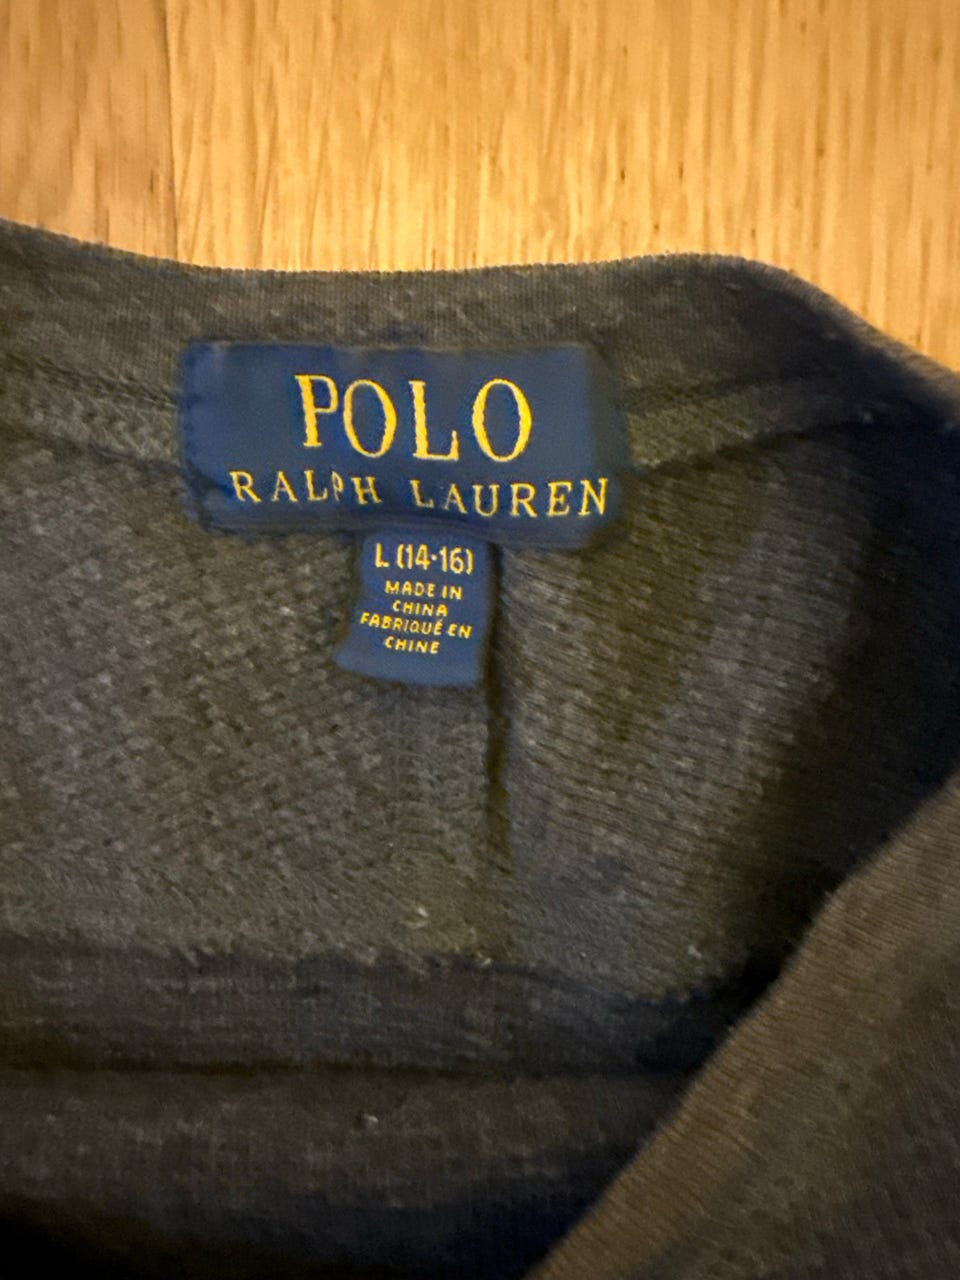 POLO
RALPH LAUREN
L (14-16)
MADE IN
CHINA
FABRIQUÉ EN
CHINE